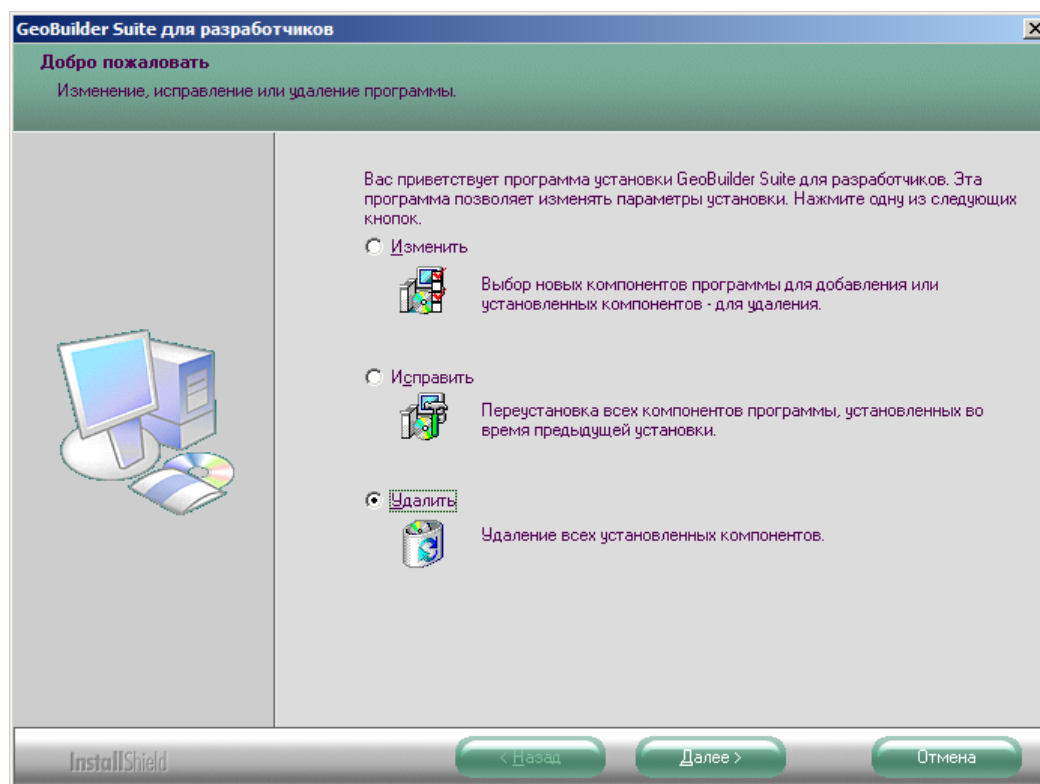 GeoBuilder Suite для разработчиков
Добро пожаловать
Изменение, исправление или удаление программы.
Вас приветствует программа установки GeoBuilder Suite для разработчиков. Эта
программа позволяет изменять параметры установки. Нажмите одну из следующих
кнопок.
Изменить
Выбор новых компонентов программы для добавления или
установленных компонентов - для удаления.
Исправить
Переустановка всех компонентов программы, установленных во
время предыдущей установки.
Удалить
Удаление всех установленных компонентов.
InstallShield
< Назад
Далее >
Отмена